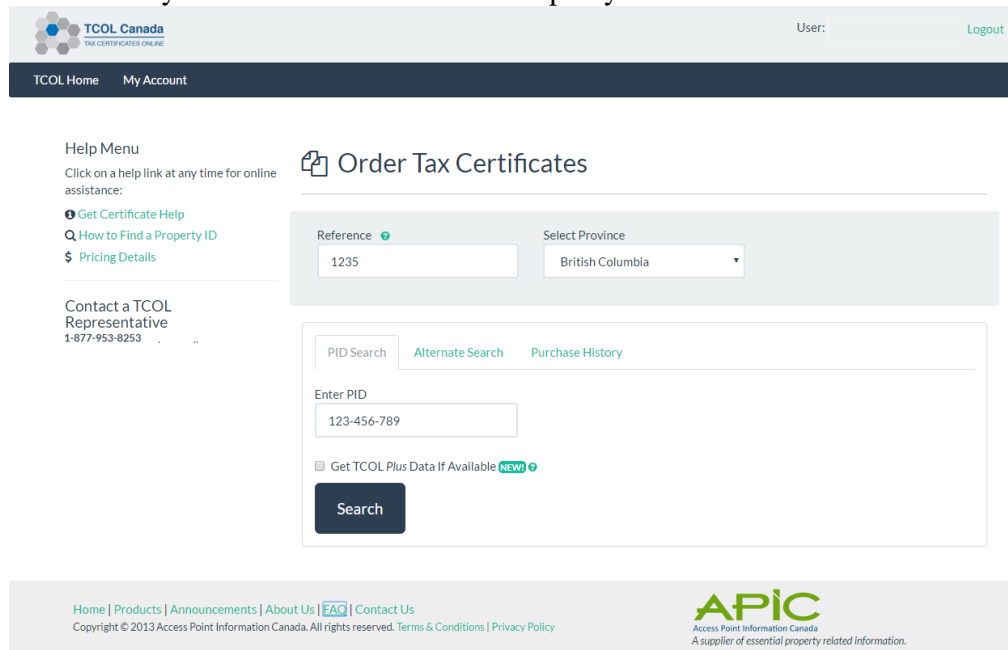 TCOL Canada
TAX CERTIFICATES ONLINE
User:
Logout
TCOL Home My Account
Help Menu
Click on a help link at any time for online
assistance:
Get Certificate Help
How to Find a Property ID
$ Pricing Details
Contact a TCOL
Representative
1-877-953-8253
Order Tax Certificates
Reference
Select Province
1235
British Columbia
PID Search Alternate Search Purchase History
Enter PID
123-456-789
Get TCOL Plus Data If Available NEW!
Search
Home | Products | Announcements | About Us | FAQ | Contact Us
Copyright © 2013 Access Point Information Canada. All rights reserved. Terms & Conditions | Privacy Policy
APIC
Access Point Information Canada
A supplier of essential property related information.